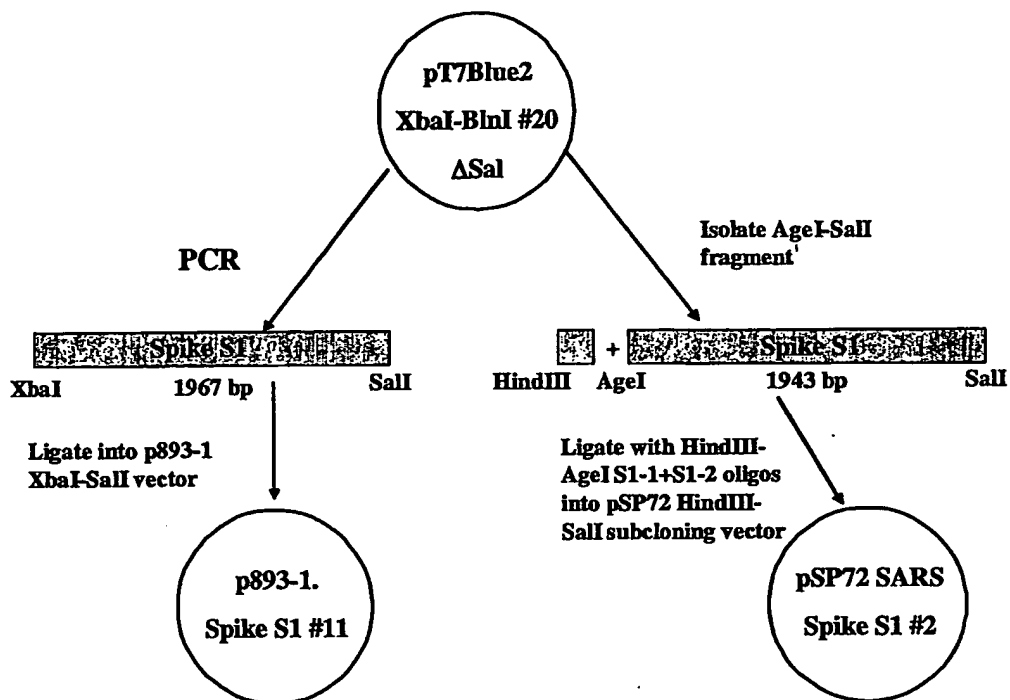 pT7Blue2
XbaI-BlnI #20
ΔSal
PCR
Isolate AgeI-SalI
fragment
Spike S1
XbaI
1967 bp
SalI
+
Spike S1
HindIII
AgeI
1943 bp
SalI
Ligate into p893-1
XbaI-SalI vector
Ligate with HindIII-
AgeI S1-1+S1-2 oligos
into pSP72 HindIII-
SalI subcloning vector
p893-1.
Spike S1 #11
pSP72 SARS
Spike S1 #2